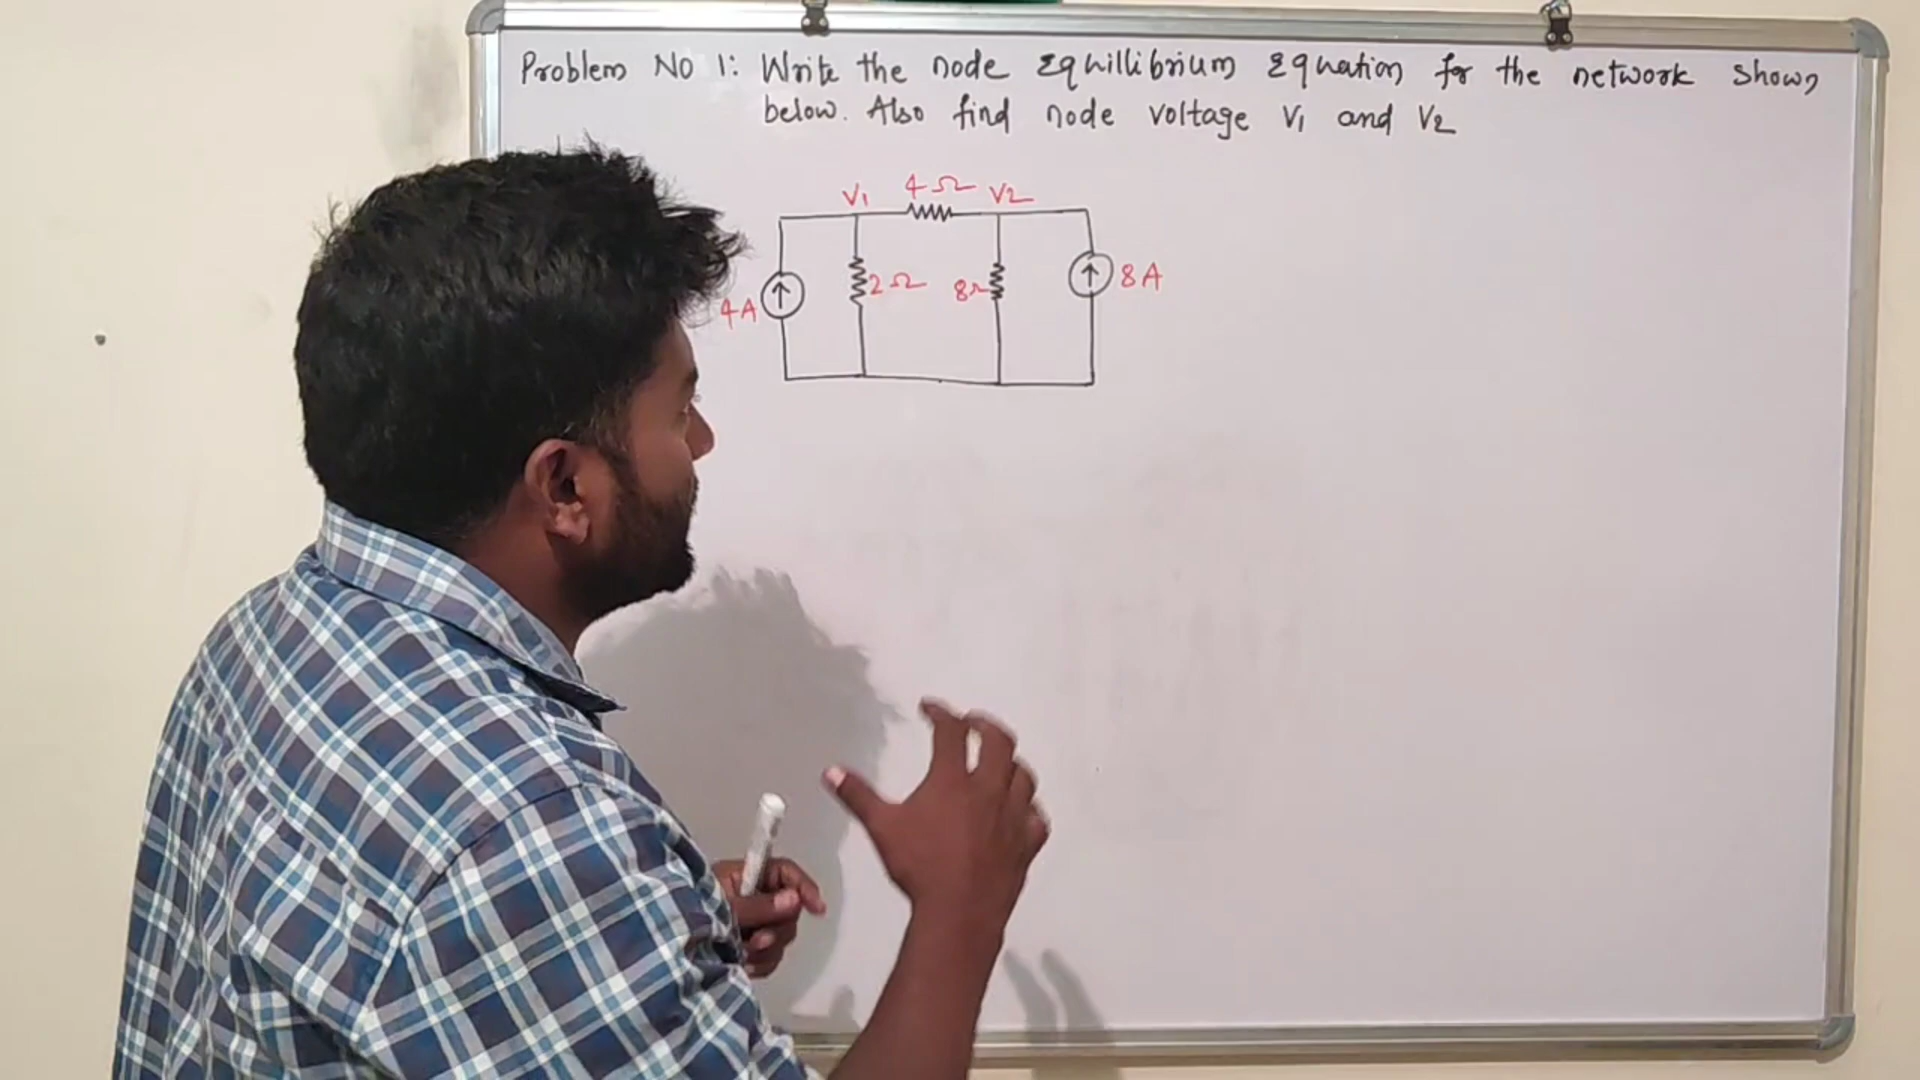 Problem No 1: Write the node Equillibrium Equation for the network shown
below. Also find node voltage V1 and V2
V1 4Ω V2
4A 2Ω 8Ω 8A